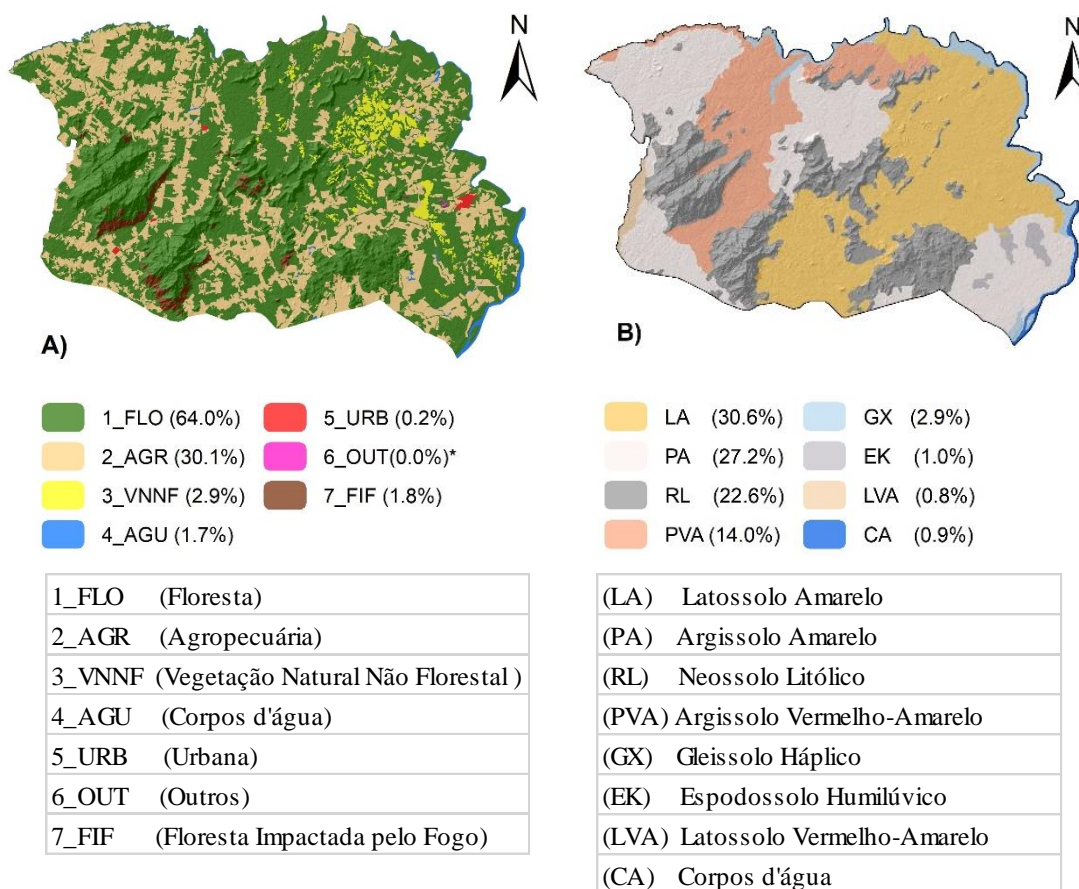 N
N
A)
B)
1_FLO (64.0%)
5_URB (0.2%)
2_AGR (30.1%)
6_OUT(0.0%)*
3_VNNF (2.9%)
7_FIF (1.8%)
4_AGU (1.7%)
LA (30.6%)
GX (2.9%)
PA (27.2%)
EK (1.0%)
RL (22.6%)
LVA (0.8%)
PVA (14.0%)
CA (0.9%)
1_FLO (Floresta)
2_AGR (Agropecuária)
3_VNNF (Vegetação Natural Não Florestal )
4_AGU (Corpos d'água)
5_URB (Urbana)
6_OUT (Outros)
7_FIF (Floresta Impactada pelo Fogo)
(LA) Latossolo Amarelo
(PA) Argissolo Amarelo
(RL) Neossolo Litólico
(PVA) Argissolo Vermelho-Amarelo
(GX) Gleissolo Háplico
(EK) Espodossolo Humilúvico
(LVA) Latossolo Vermelho-Amarelo
(CA) Corpos d'água